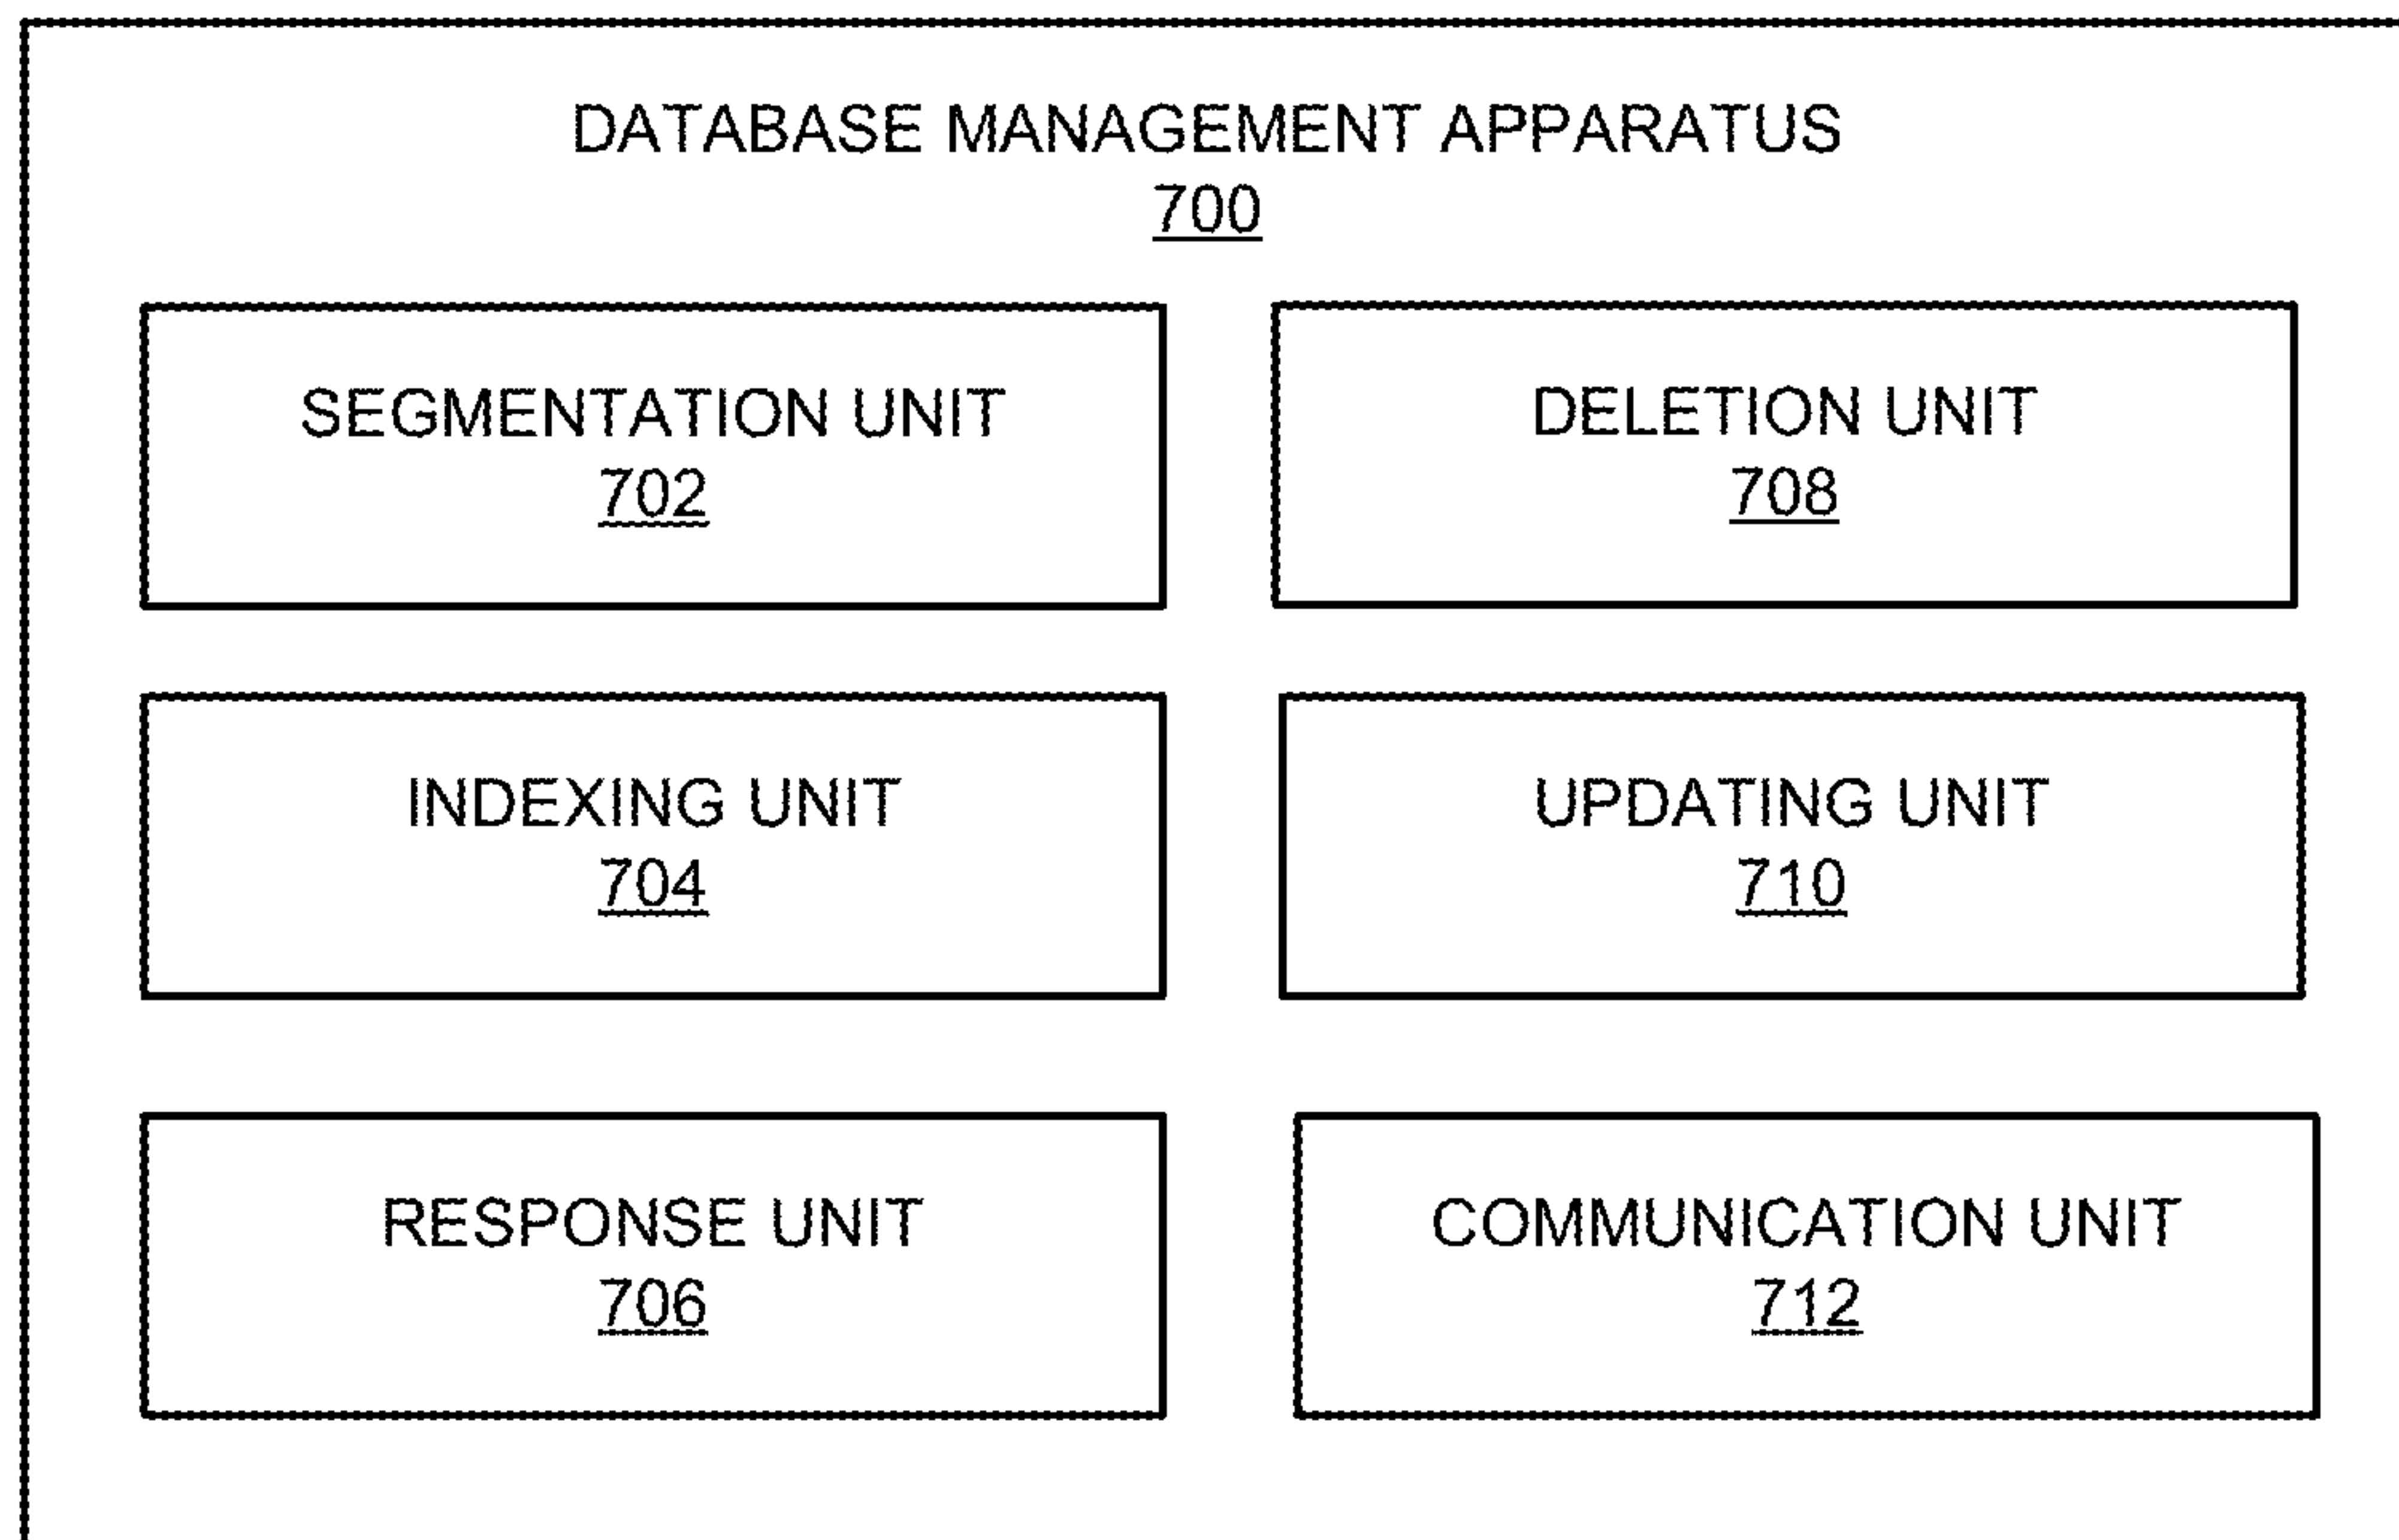 DATABASE MANAGEMENT APPARATUS
700
SEGMENTATION UNIT
702
DELETION UNIT
708
INDEXING UNIT
704
UPDATING UNIT
710
RESPONSE UNIT
706
COMMUNICATION UNIT
712